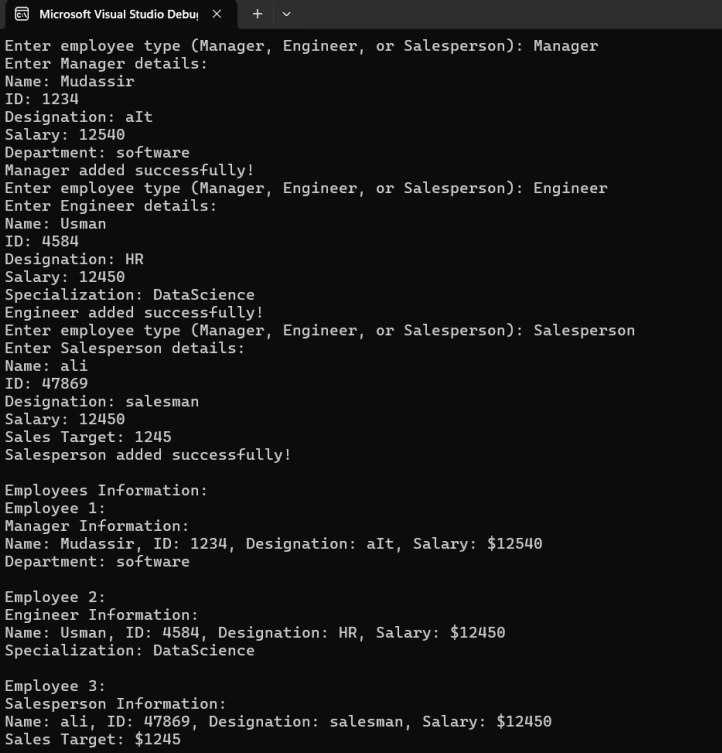 Microsoft Visual Studio Debug
Enter employee type (Manager, Engineer, or Salesperson): Manager
Enter Manager details:
Name: Mudassir
ID: 1234
Designation: aIt
Salary: 12540
Department: software
Manager added successfully!
Enter employee type (Manager, Engineer, or Salesperson): Engineer
Enter Engineer details:
Name: Usman
ID: 4584
Designation: HR
Salary: 12450
Specialization: DataScience
Engineer added successfully!
Enter employee type (Manager, Engineer, or Salesperson): Salesperson
Enter Salesperson details:
Name: ali
ID: 47869
Designation: salesman
Salary: 12450
Sales Target: 1245
Salesperson added successfully!
Employees Information:
Employee 1:
Manager Information:
Name: Mudassir, ID: 1234, Designation: aIt, Salary: $12540
Department: software
Employee 2:
Engineer Information:
Name: Usman, ID: 4584, Designation: HR, Salary: $12450
Specialization: DataScience
Employee 3:
Salesperson Information:
Name: ali, ID: 47869, Designation: salesman, Salary: $12450
Sales Target: $1245